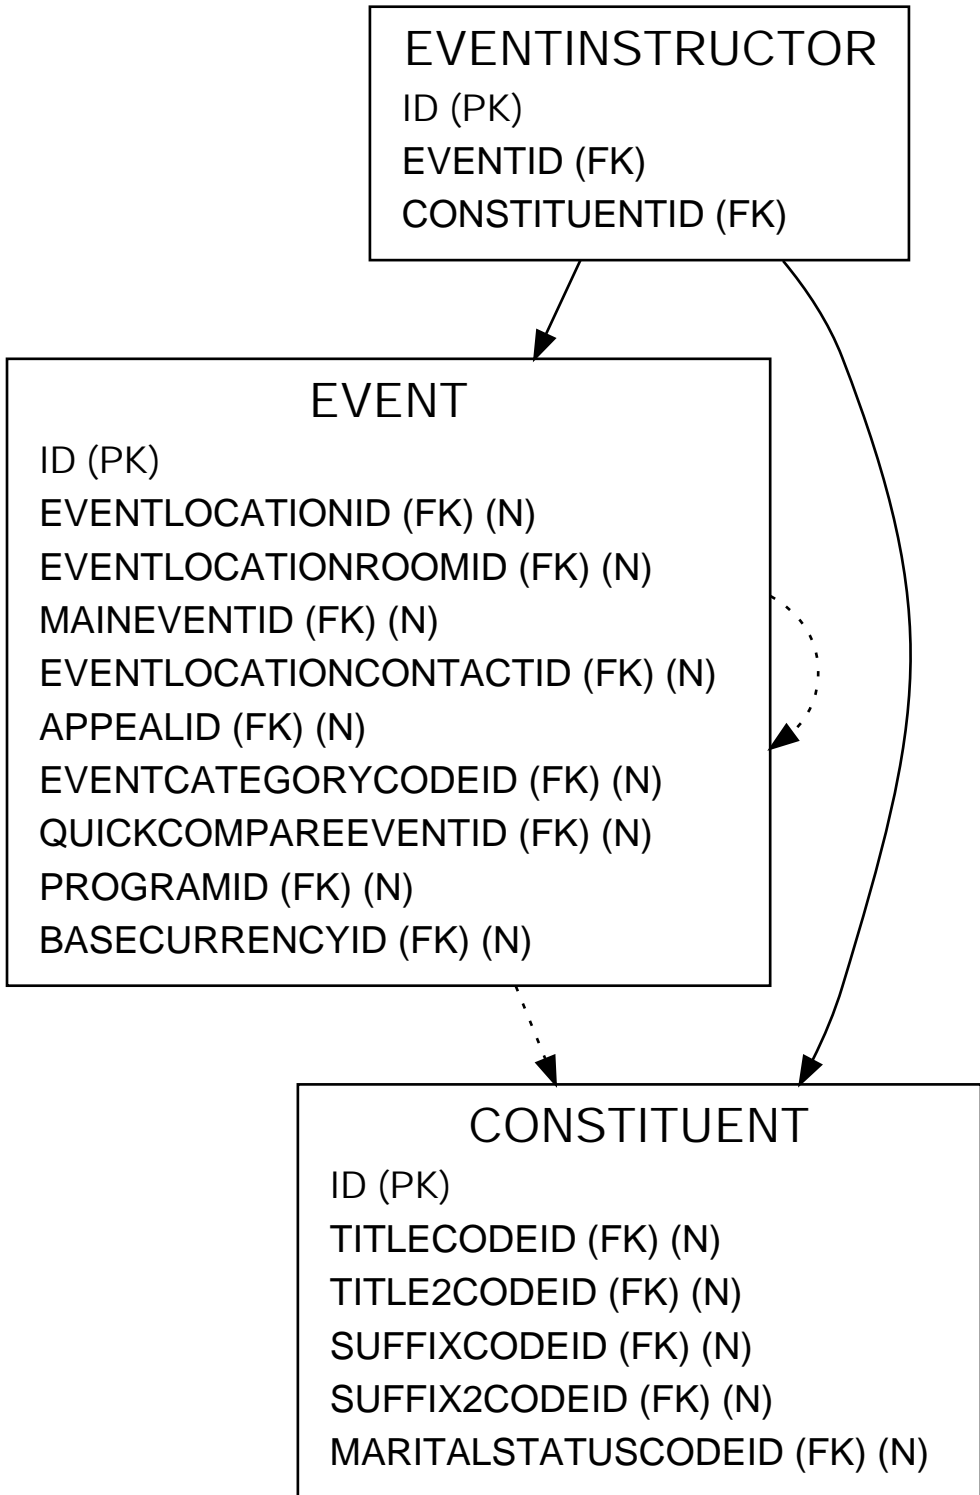 EVENTINSTRUCTOR
ID (PK)
EVENTID (FK)
CONSTITUENTID (FK)
EVENT
ID (PK)
EVENTLOCATIONID (FK) (N)
EVENTLOCATIONROOMID (FK) (N)
MAINEVENTID (FK) (N)
EVENTLOCATIONCONTACTID (FK) (N)
APPEALID (FK) (N)
EVENTCATEGORYCODEID (FK) (N)
QUICKCOMPAREEVENTID (FK) (N)
PROGRAMID (FK) (N)
BASECURRENCYID (FK) (N)
CONSTITUENT
ID (PK)
TITLECODEID (FK) (N)
TITLE2CODEID (FK) (N)
SUFFIXCODEID (FK) (N)
SUFFIX2CODEID (FK) (N)
MARITALSTATUSCODEID (FK) (N)